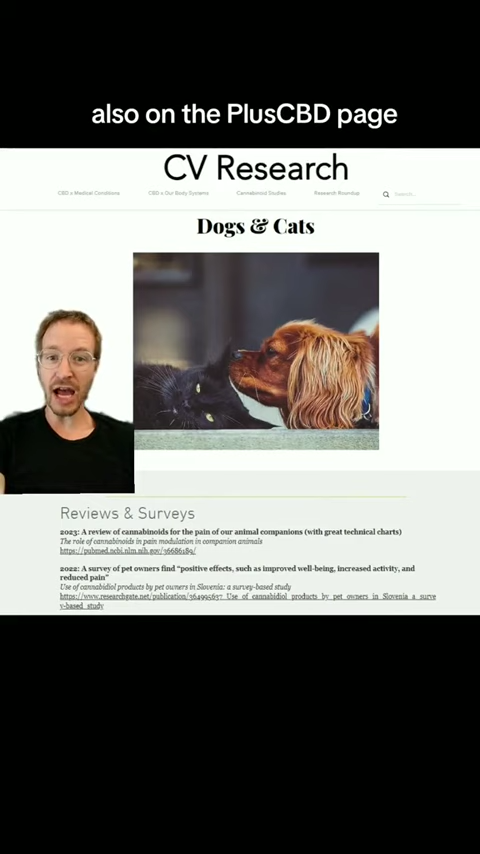 also on the PlusCBD page
CV Research
CBD x Medical Conditions CBD x Our Body Systems Cannabinoid Studies Research Roundup Search...
Dogs & Cats
Reviews & Surveys
2023: A review of cannabinoids for the pain of our animal companions (with great technical charts)
The role of cannabinoids in pain modulation in companion animals
https://pubmed.ncbi.nlm.nih.gov/36686189/
2022: A survey of pet owners find “positive effects, such as improved well-being, increased activity, and
reduced pain”
Use of cannabidiol products by pet owners in Slovenia: a survey-based study
https://www.researchgate.net/publication/364995637_Use_of_cannabidiol_products_by_pet_owners_in_Slovenia_a_surve
y-based_study